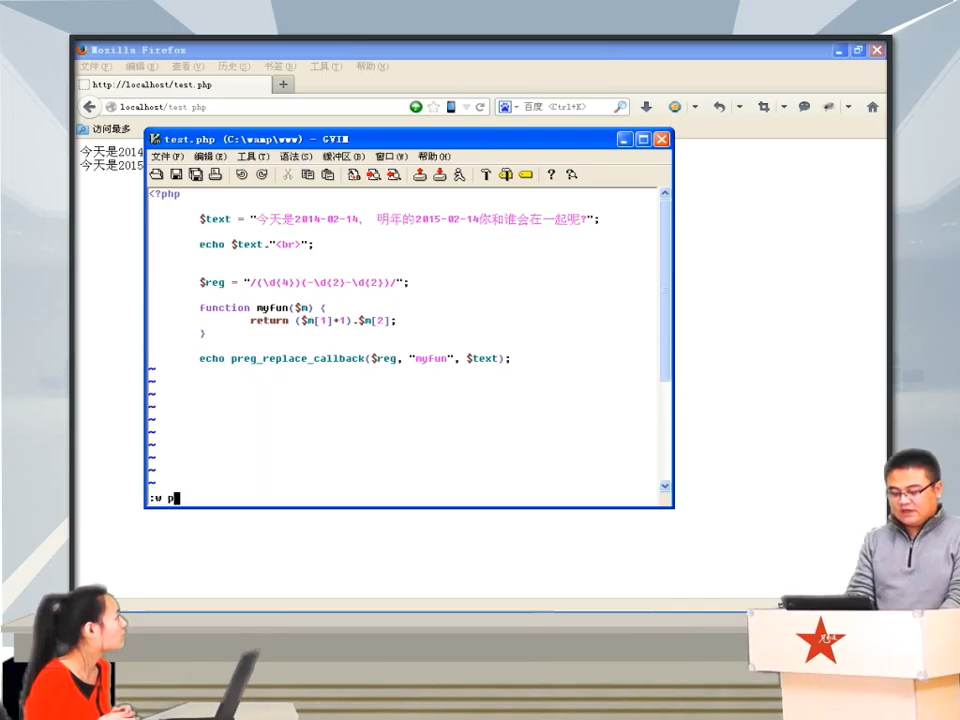 Mozilla Firefox
文件(F) 编辑(E) 查看(V) 历史(S) 书签(B) 工具(T) 帮助(H)
http://localhost/test.php +
localhost/test.php 百度 <Ctrl+K>
访问最多
今天是2014
今天是2015
test.php (C:\wamp\www) - GVIM
文件(F) 编辑(E) 工具(T) 语法(S) 缓冲区(B) 窗口(W) 帮助(H)
<?php
$text = "今天是2014-02-14, 明年的2015-02-14你和谁会在一起呢?";
echo $text."<br>";
$reg = "/(\d{4})(-\d{2}-\d{2})/";
function myfun($m) {
return ($m[1]+1).$m[2];
}
echo preg_replace_callback($reg, "myfun", $text);
~
~
~
~
~
~
~
~
~
~
:w p